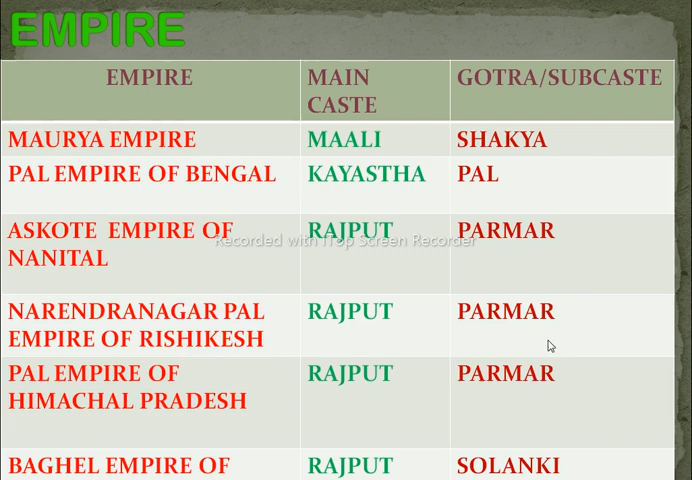 EMPIRE
EMPIRE MAIN GOTRA/SUBCASTE
CASTE
MAURYA EMPIRE MAALI SHAKYA
PAL EMPIRE OF BENGAL KAYASTHA PAL
ASKOTE EMPIRE OF RAJPUT PARMAR
Recorded with iTop Screen Recorder
NANITAL
NARENDRANAGAR PAL RAJPUT PARMAR
EMPIRE OF RISHIKESH
PAL EMPIRE OF RAJPUT PARMAR
HIMACHAL PRADESH
BAGHEL EMPIRE OF RAJPUT SOLANKI